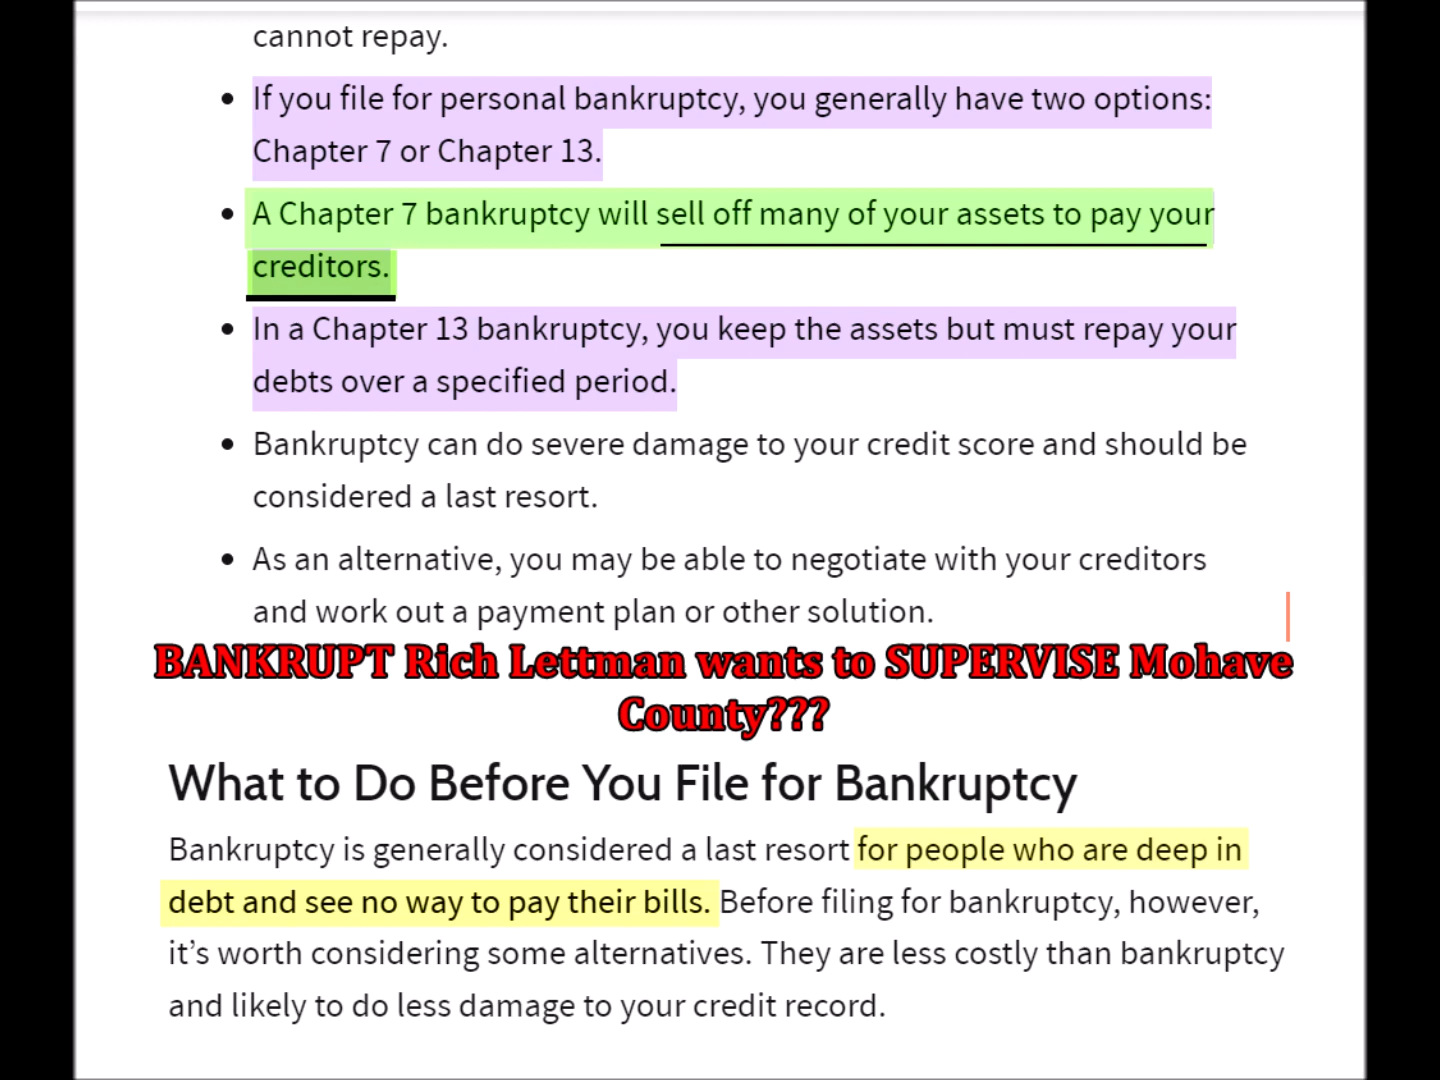 cannot repay.
• If you file for personal bankruptcy, you generally have two options:
Chapter 7 or Chapter 13.
• A Chapter 7 bankruptcy will sell off many of your assets to pay your
creditors.
• In a Chapter 13 bankruptcy, you keep the assets but must repay your
debts over a specified period.
• Bankruptcy can do severe damage to your credit score and should be
considered a last resort.
• As an alternative, you may be able to negotiate with your creditors
and work out a payment plan or other solution.
BANKRUPT Rich Lettman wants to SUPERVISE Mohave
County???
What to Do Before You File for Bankruptcy
Bankruptcy is generally considered a last resort for people who are deep in
debt and see no way to pay their bills. Before filing for bankruptcy, however,
it’s worth considering some alternatives. They are less costly than bankruptcy
and likely to do less damage to your credit record.